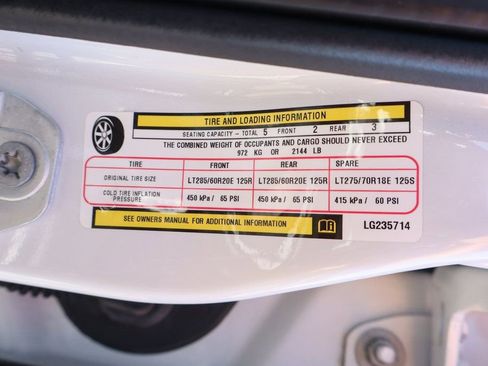 TIRE AND LOADING INFORMATION
SEATING CAPACITY – TOTAL 5 FRONT 2 REAR 3
THE COMBINED WEIGHT OF OCCUPANTS AND CARGO SHOULD NEVER EXCEED
972 KG OR 2144 LB
TIRE FRONT REAR SPARE
ORIGINAL TIRE SIZE LT285/60R20E 125R LT285/60R20E 125R LT275/70R18E 125S
COLD TIRE INFLATION PRESSURE 450 kPa / 65 PSI 450 kPa / 65 PSI 415 kPa / 60 PSI
SEE OWNERS MANUAL FOR ADDITIONAL INFORMATION
LG235714